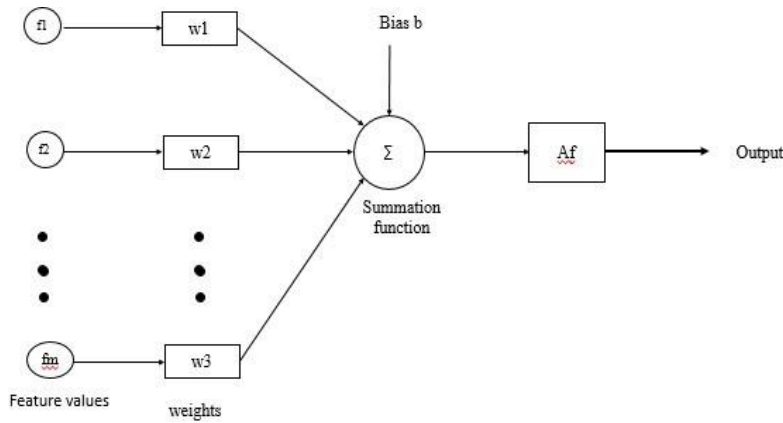 f1
w1
Bias b
f2
w2
Σ
Af
Output
Summation
function
fm
w3
Feature values
weights